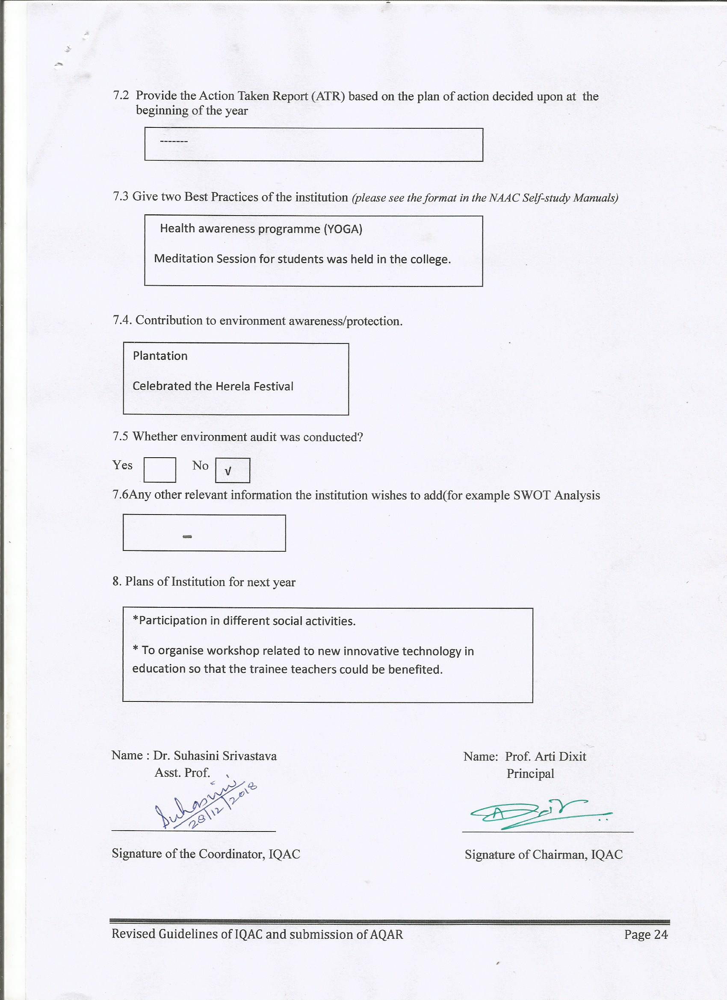 7.2 Provide the Action Taken Report (ATR) based on the plan of action decided upon at the
beginning of the year
-------
7.3 Give two Best Practices of the institution (please see the format in the NAAC Self-study Manuals)
Health awareness programme (YOGA)
Meditation Session for students was held in the college.
7.4. Contribution to environment awareness/protection.
Plantation
Celebrated the Herela Festival
7.5 Whether environment audit was conducted?
Yes No √
7.6Any other relevant information the institution wishes to add(for example SWOT Analysis
-
8. Plans of Institution for next year
*Participation in different social activities.
* To organise workshop related to new innovative technology in
education so that the trainee teachers could be benefited.
Name : Dr. Suhasini Srivastava Name: Prof. Arti Dixit
Asst. Prof. Principal
Suhasini
28/12/2018
ADixit
Signature of the Coordinator, IQAC Signature of Chairman, IQAC
Revised Guidelines of IQAC and submission of AQAR Page 24